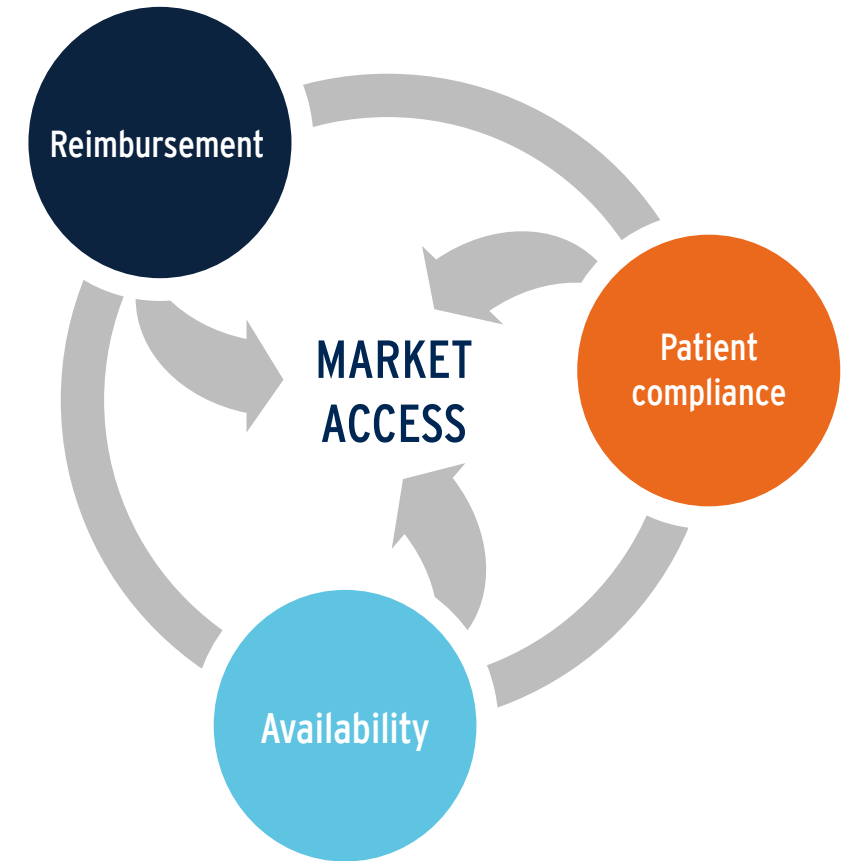 Reimbursement
MARKET
ACCESS
Patient
compliance
Availability